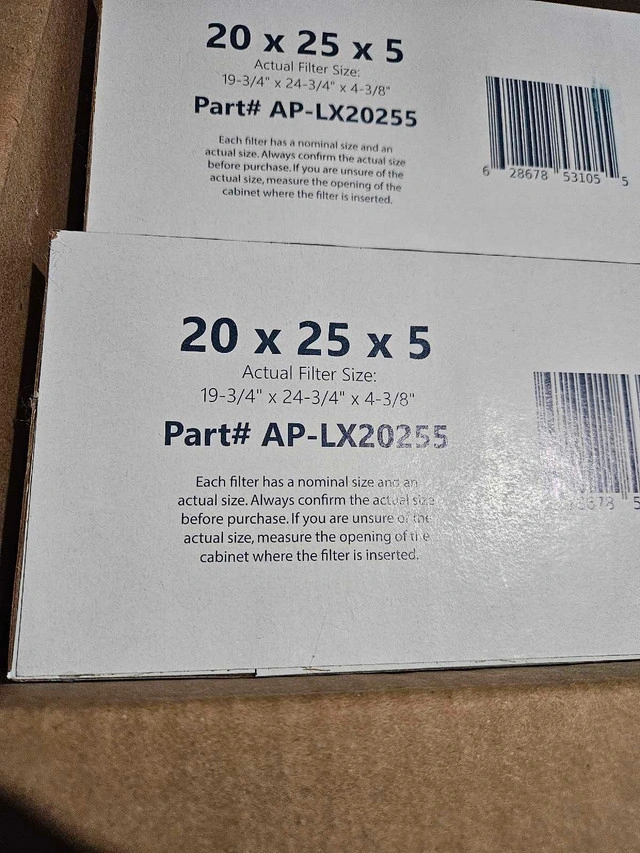 20 x 25 x 5
Actual Filter Size:
19-3/4" x 24-3/4" x 4-3/8"
Part# AP-LX20255
Each filter has a nominal size and an
actual size. Always confirm the actual size
before purchase. If you are unsure of the
actual size, measure the opening of the
cabinet where the filter is inserted.
6 28678 53105 5
20 x 25 x 5
Actual Filter Size:
19-3/4" x 24-3/4" x 4-3/8"
Part# AP-LX20255
Each filter has a nominal size and an
actual size. Always confirm the actual size
before purchase. If you are unsure of the
actual size, measure the opening of the
cabinet where the filter is inserted.